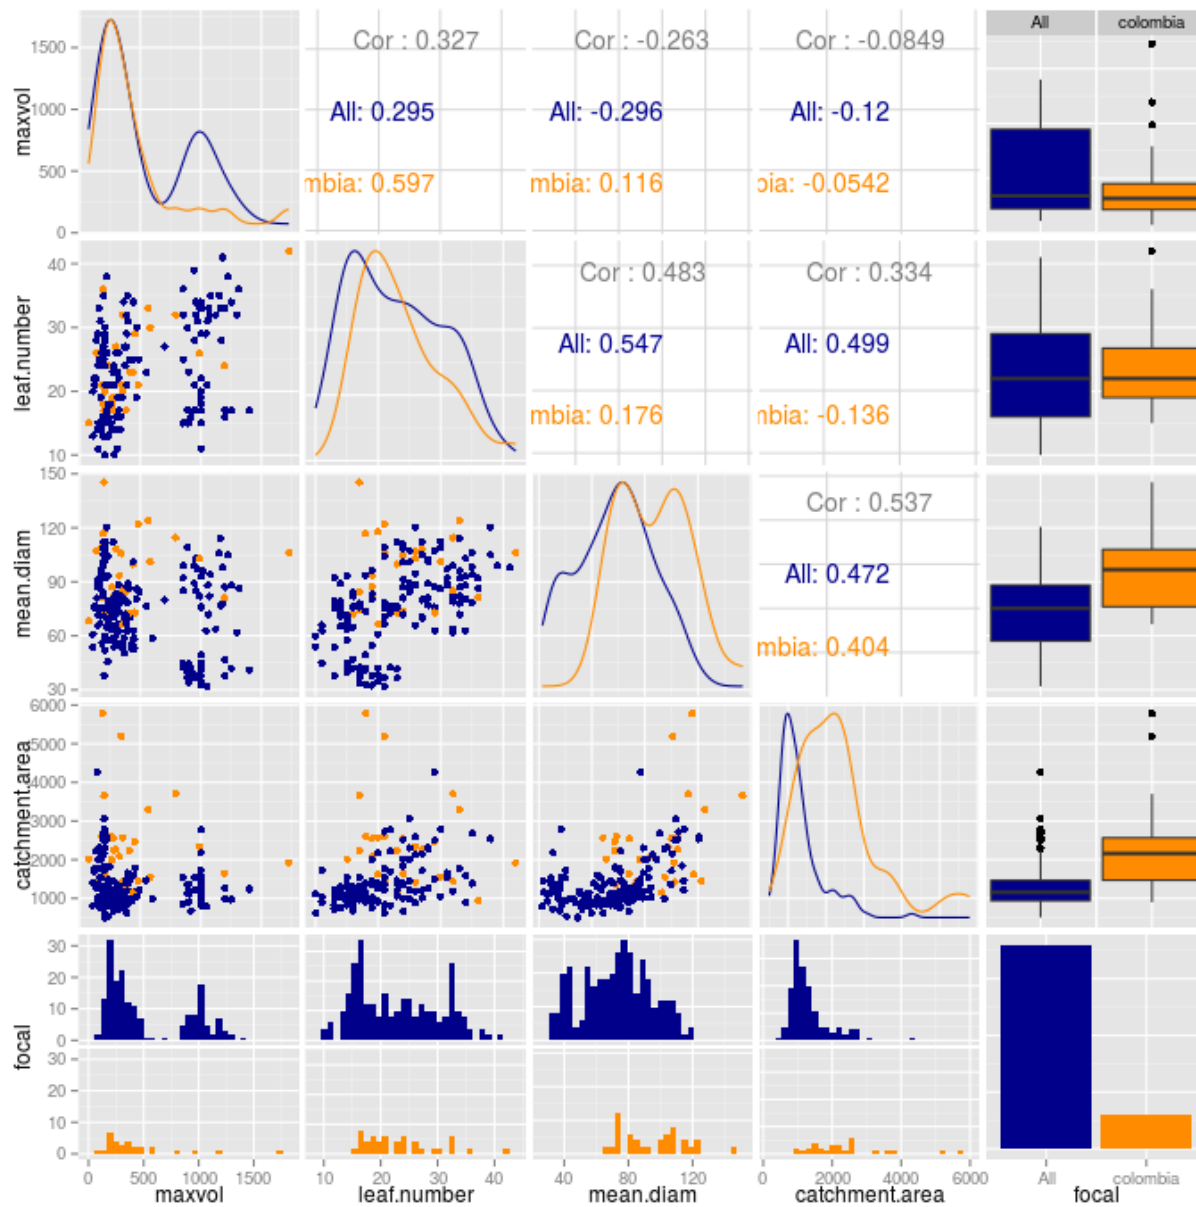 All colombia
maxvol
1500
1000
500
0
Cor : 0.327
All: 0.295
mbia: 0.597
Cor : -0.263
All: -0.296
mbia: 0.116
Cor : -0.0849
All: -0.12
bia: -0.0542
leaf.number
40
30
20
10
Cor : 0.483
All: 0.547
mbia: 0.176
Cor : 0.334
All: 0.499
mbia: -0.136
mean.diam
150
120
90
60
30
Cor : 0.537
All: 0.472
mbia: 0.404
catchment.area
6000
5000
4000
3000
2000
1000
focal
30
20
10
0
30
20
10
0
0 500 1000 1500
maxvol
10 20 30 40
leaf.number
40 80 120
mean.diam
0 2000 4000 6000
catchment.area
All colombia
focal